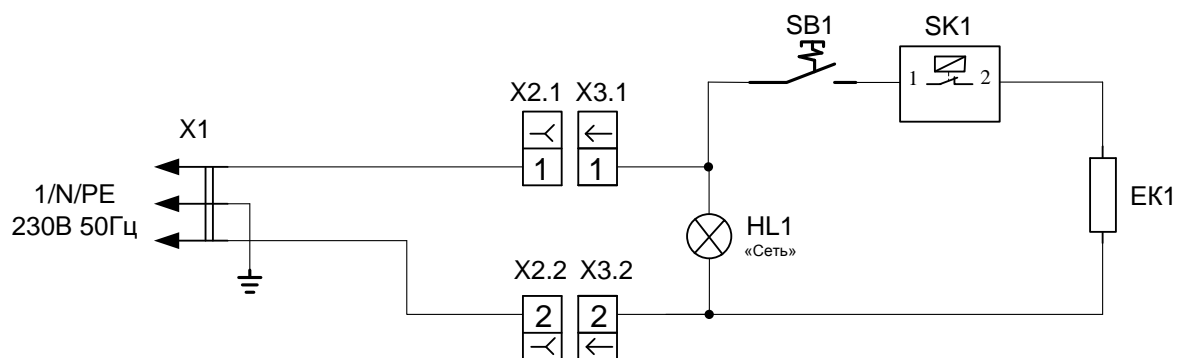 SB1
SK1
1 2
X2.1 X3.1
X1
1 1
1/N/PE
230В 50Гц
EK1
HL1
«Сеть»
X2.2 X3.2
2 2